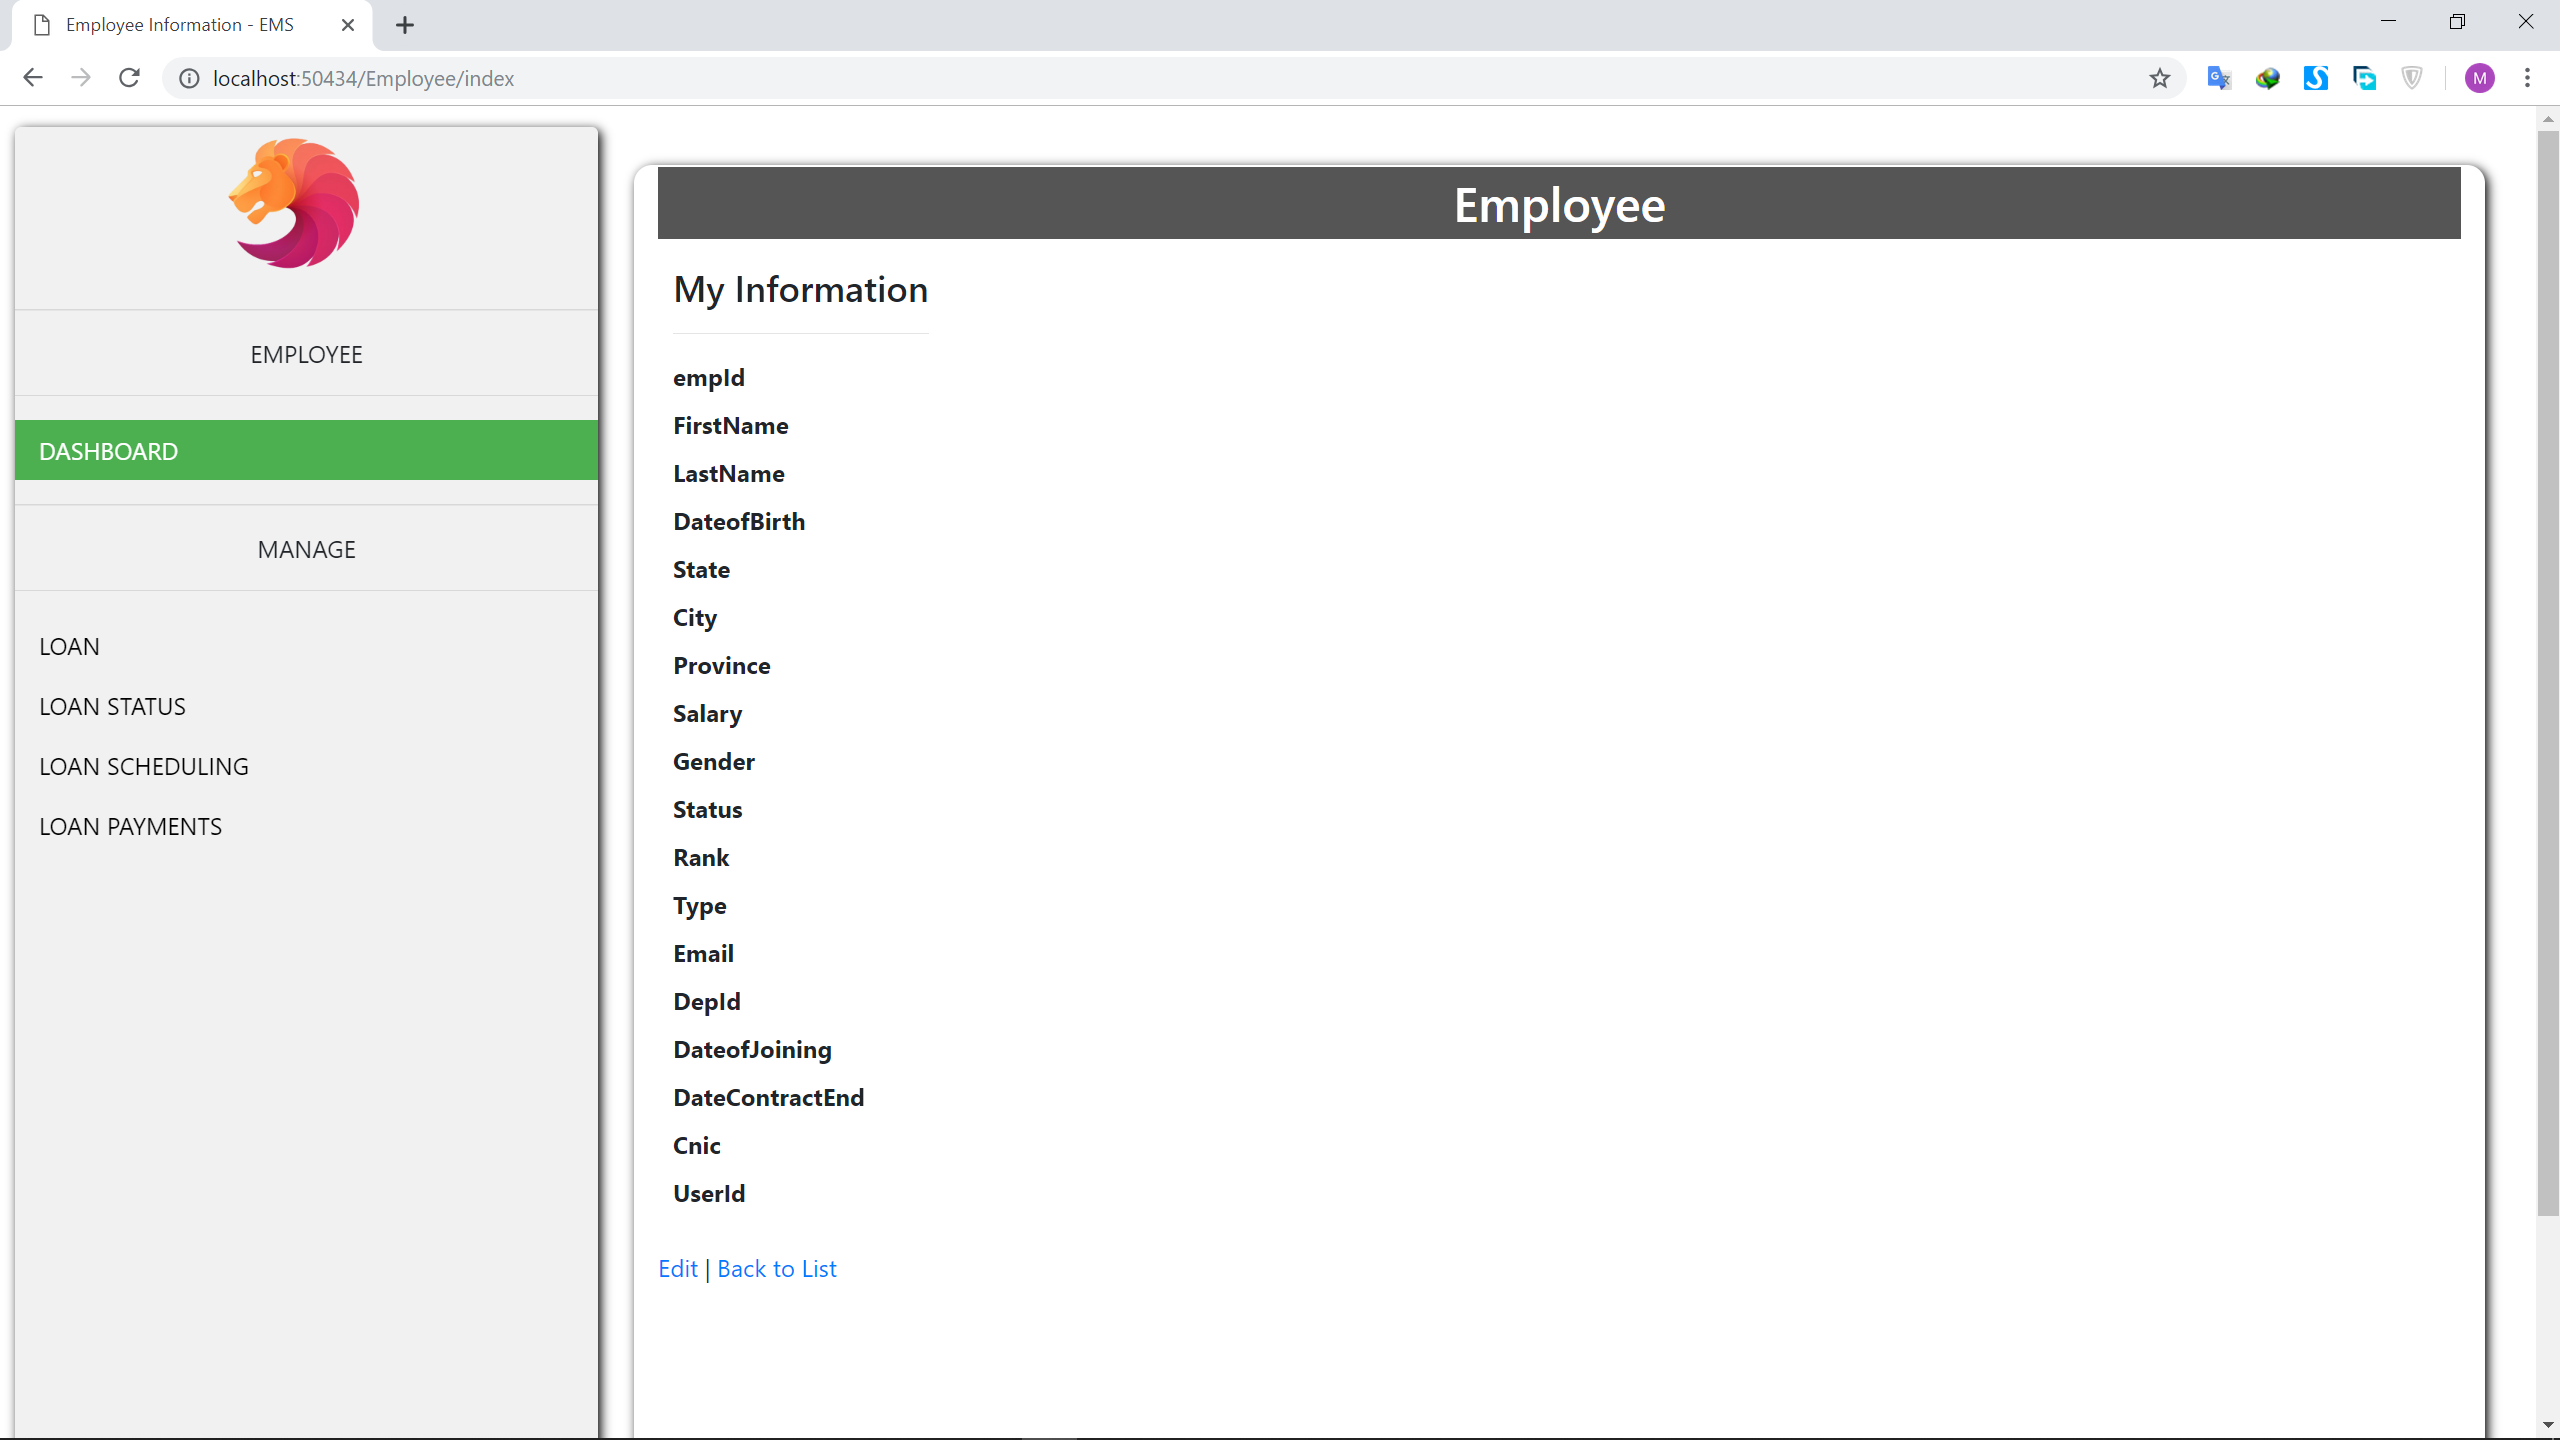 Employee Information - EMS
localhost:50434/Employee/index
M
EMPLOYEE
DASHBOARD
MANAGE
LOAN
LOAN STATUS
LOAN SCHEDULING
LOAN PAYMENTS
Employee
My Information
empId
FirstName
LastName
DateofBirth
State
City
Province
Salary
Gender
Status
Rank
Type
Email
DepId
DateofJoining
DateContractEnd
Cnic
UserId
Edit | Back to List